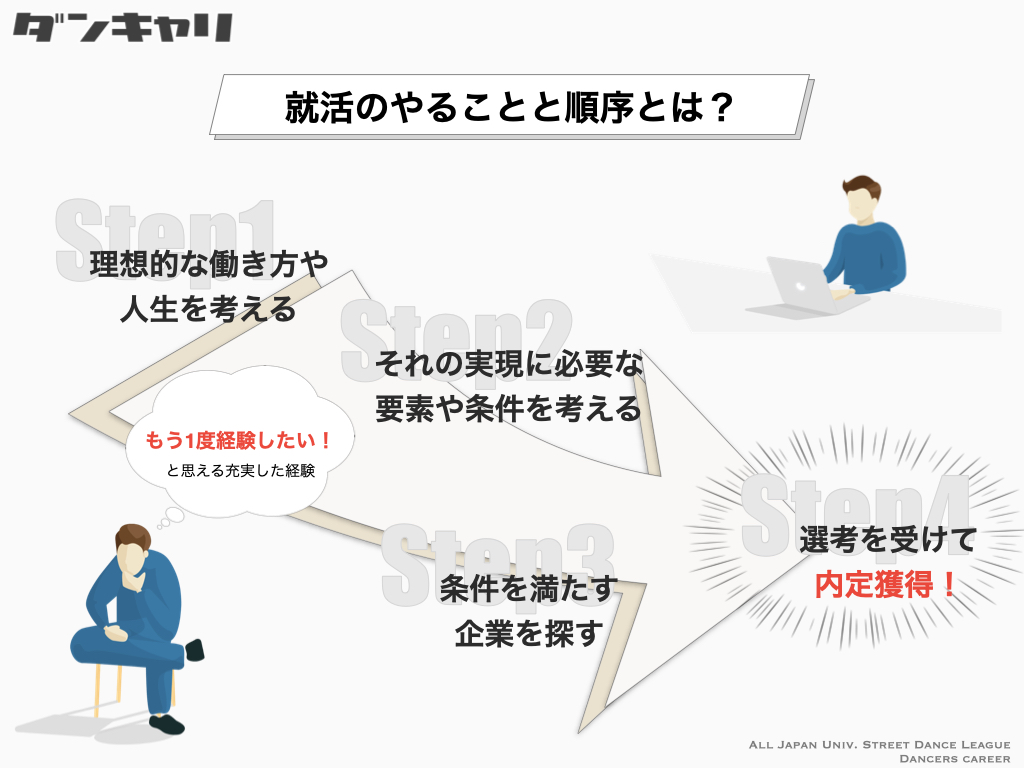 ダンキャリ
就活のやることと順序とは？
Step1
理想的な働き方や
人生を考える
Step2
それの実現に必要な
要素や条件を考える
もう1度経験したい！
と思える充実した経験
Step3
条件を満たす
企業を探す
Step4
選考を受けて
内定獲得！
All Japan Univ. Street Dance League
Dancers career